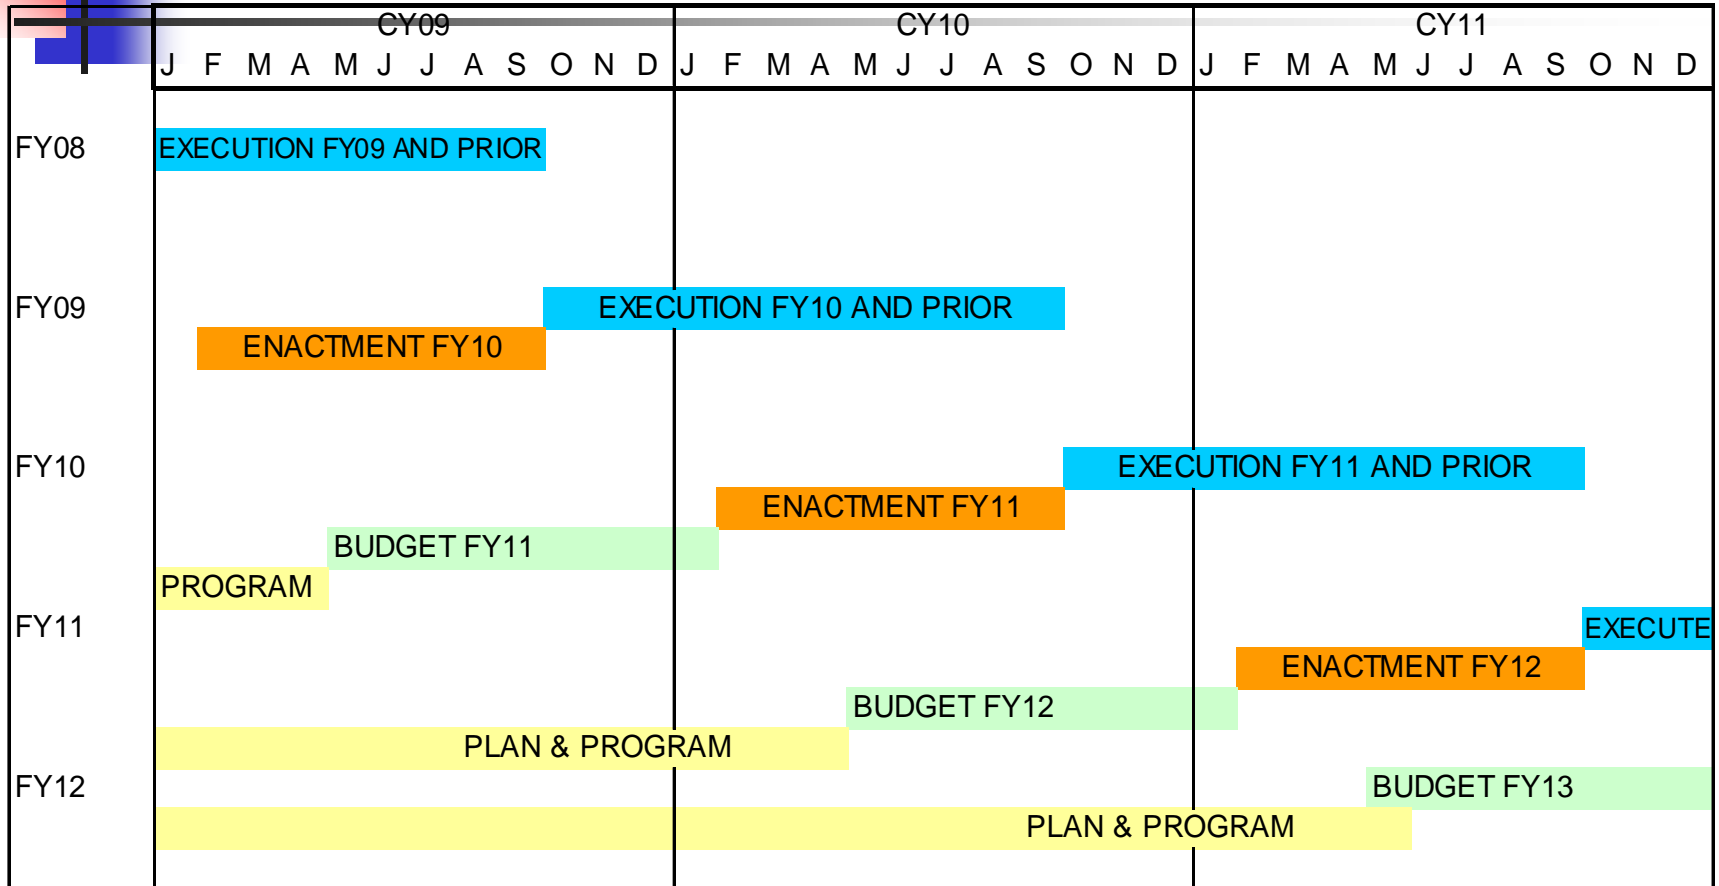 CY09 CY10 CY11
J F M A M J J A S O N D J F M A M J J A S O N D J F M A M J J A S O N D
FY08 EXECUTION FY09 AND PRIOR
FY09 EXECUTION FY10 AND PRIOR
ENACTMENT FY10
FY10 EXECUTION FY11 AND PRIOR
ENACTMENT FY11
BUDGET FY11
PROGRAM
FY11 EXECUTE
ENACTMENT FY12
BUDGET FY12
PLAN & PROGRAM
FY12 BUDGET FY13
PLAN & PROGRAM